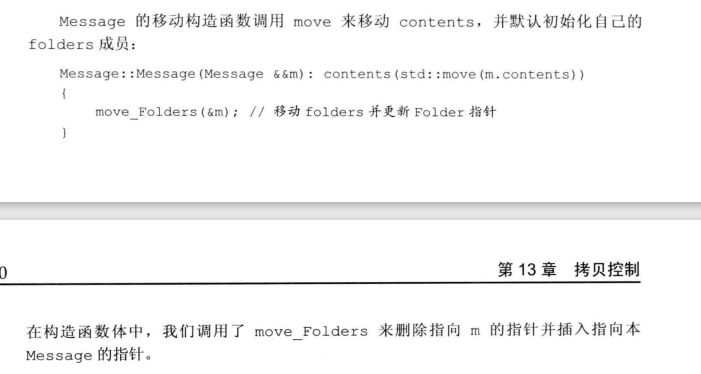 Message 的移动构造函数调用 move 来移动 contents，并默认初始化自己的
folders 成员：
Message::Message(Message &&m): contents(std::move(m.contents))
{
move_Folders(&m); // 移动 folders 并更新 Folder 指针
}
0
第 13 章 拷贝控制
在构造函数体中，我们调用了 move_Folders 来删除指向 m 的指针并插入指向本
Message 的指针。